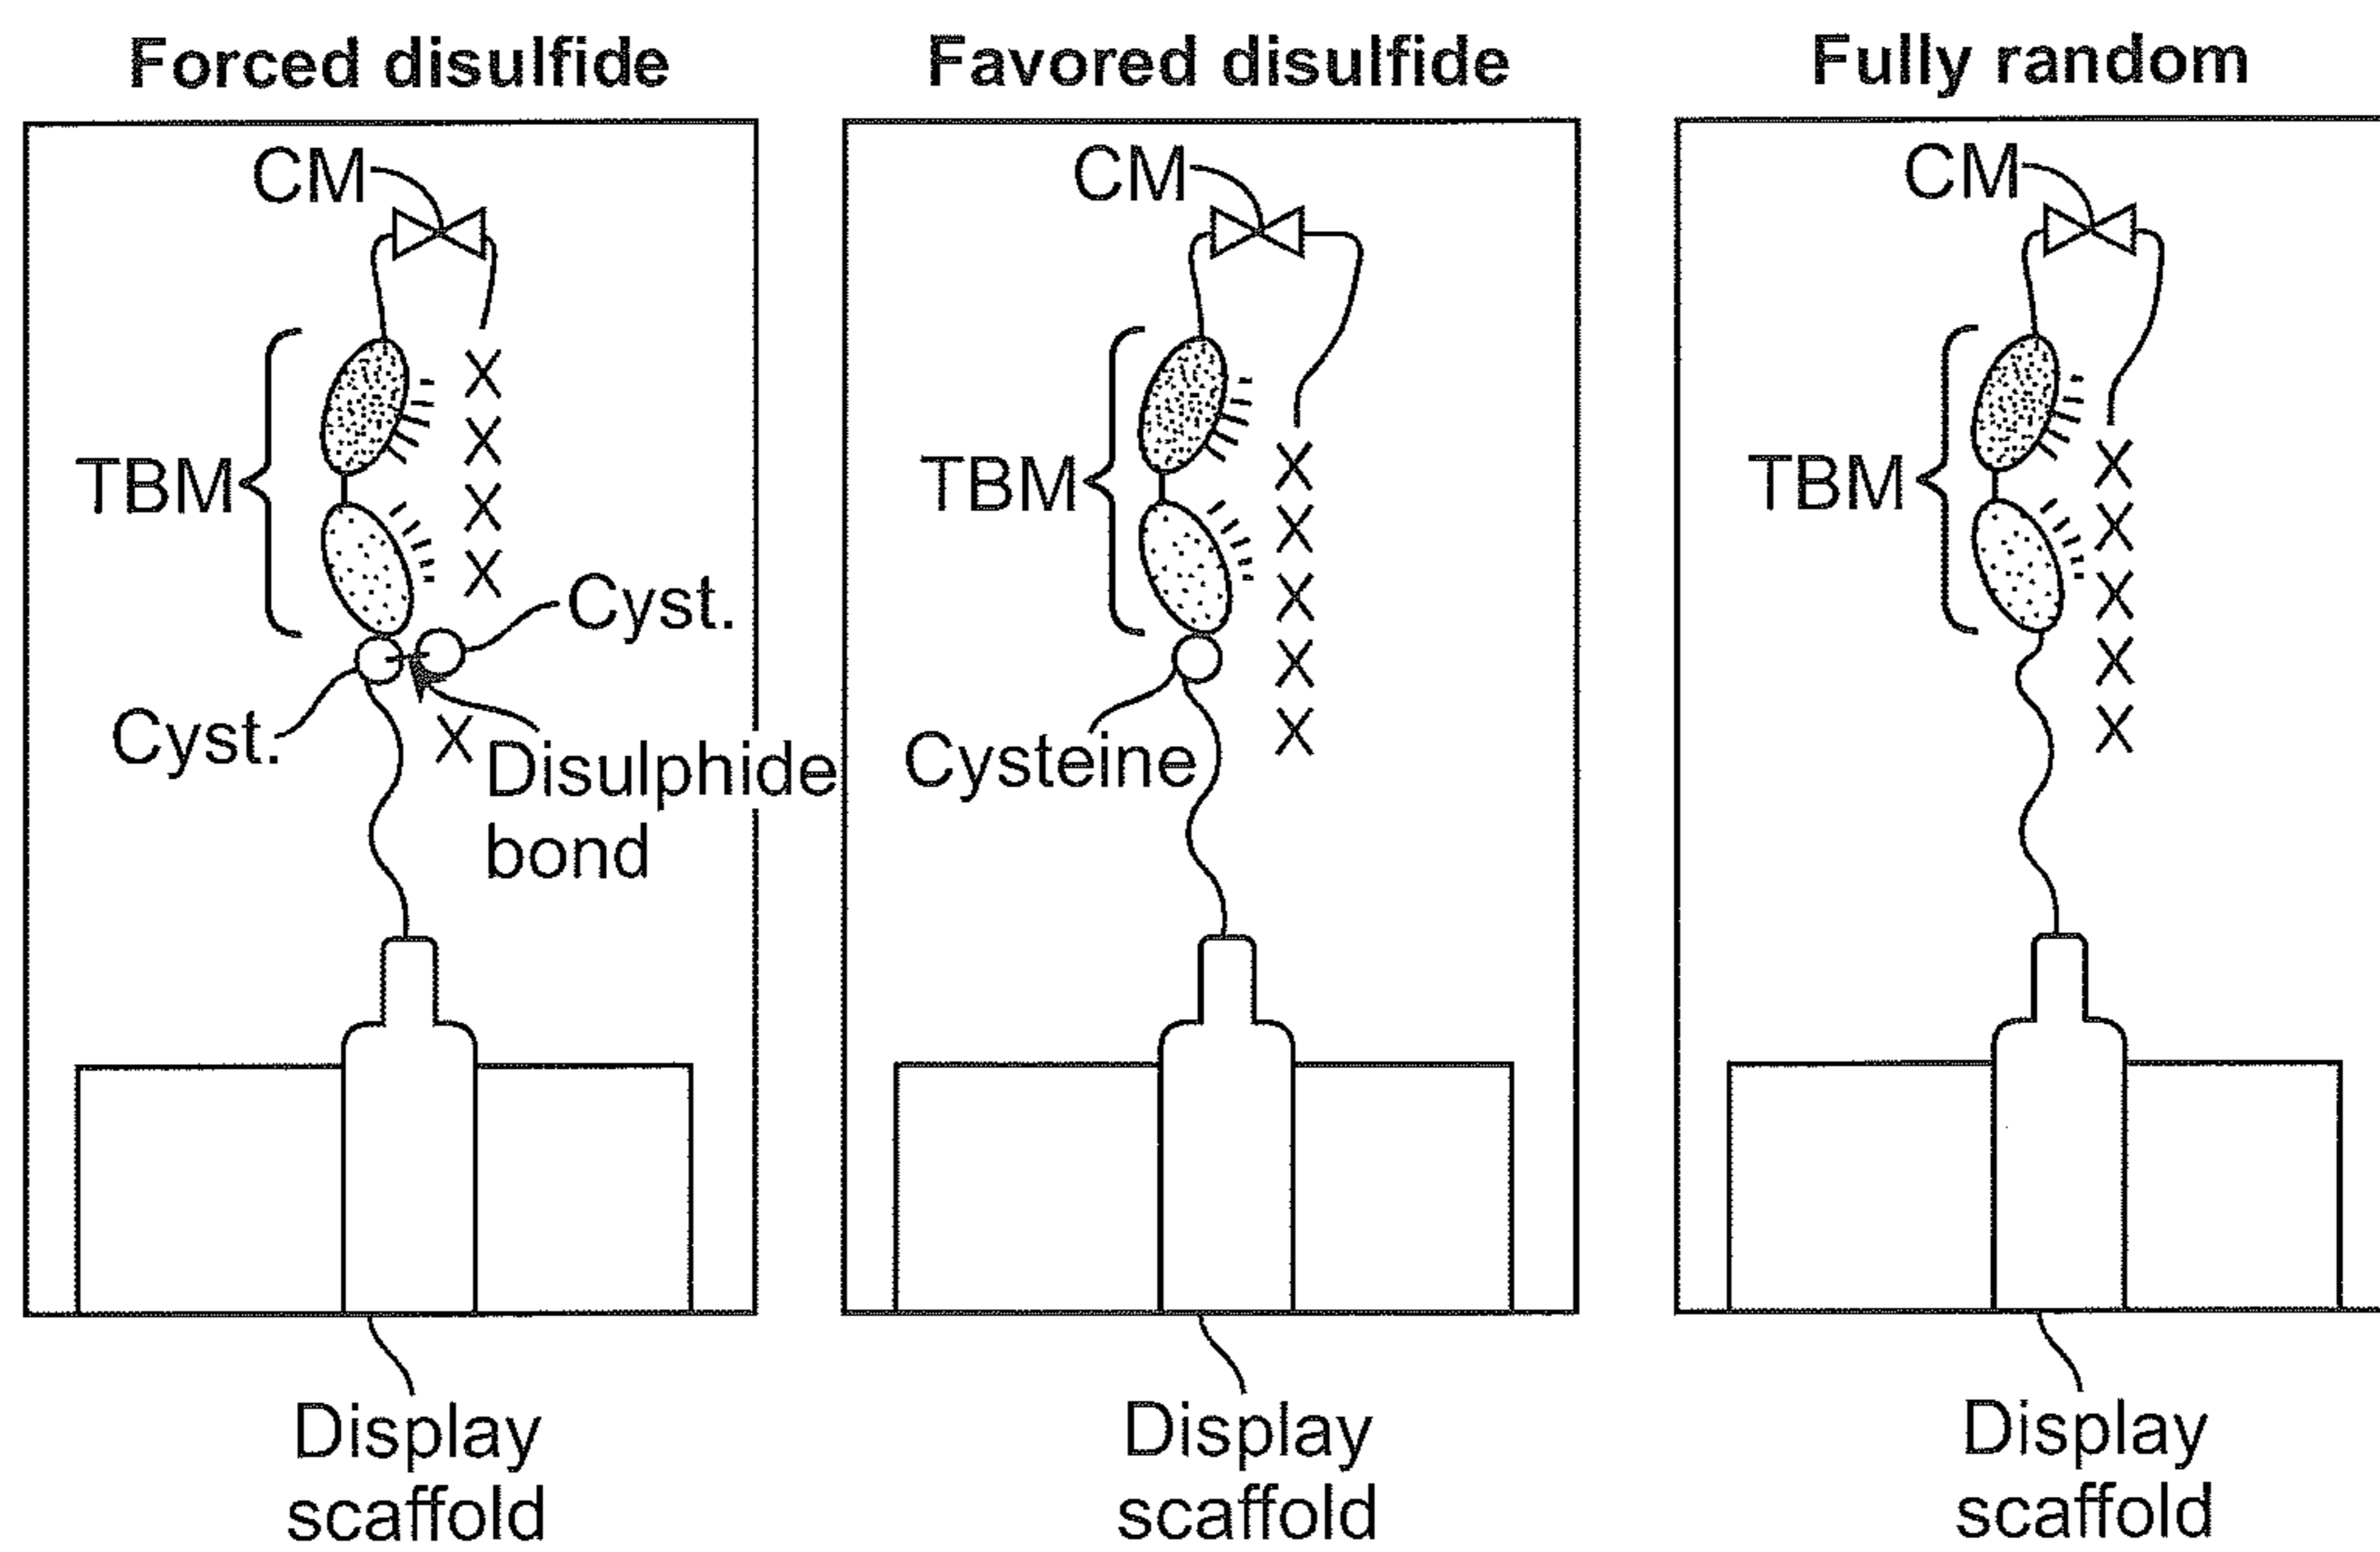 Forced disulfide
CM
X
X
X
X
TBM
Cyst.
Cyst.
X
Disulphide
bond
Display
scaffold
Favored disulfide
CM
TBM
X
X
X
X
X
Cysteine
Display
scaffold
Fully random
CM
TBM
X
X
X
X
X
Display
scaffold